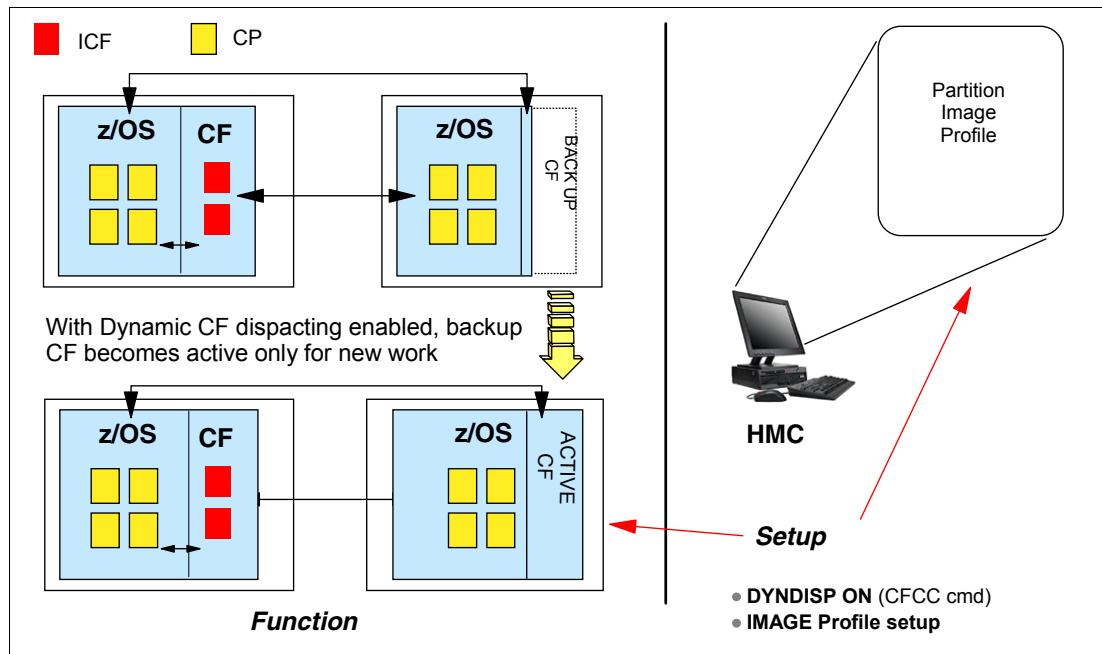 ICF
CP
z/OS
CF
z/OS
BACK UP
CF
With Dynamic CF dispacting enabled, backup
CF becomes active only for new work
z/OS
CF
z/OS
ACTIVE
CF
Function
Partition
Image
Profile
HMC
Setup
• DYNDISP ON (CFCC cmd)
• IMAGE Profile setup